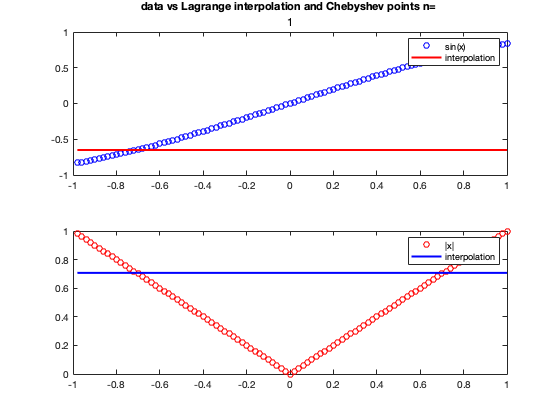 data vs Lagrange interpolation and Chebyshev points n=
1
1
0.5
0
-0.5
-1
-1 -0.8 -0.6 -0.4 -0.2 0 0.2 0.4 0.6 0.8 1
sin(x)
interpolation
1
0.8
0.6
0.4
0.2
0
-1 -0.8 -0.6 -0.4 -0.2 0 0.2 0.4 0.6 0.8 1
|x|
interpolation